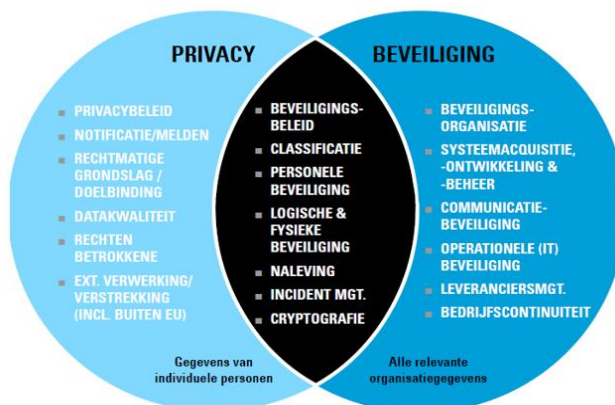 PRIVACY
PRIVACYBELEID
NOTIFICATIE/MELDEN
RECHTMATIGE
GRONDSLAG /
DOELBINDING
DATAKWALITEIT
RECHTEN
BETROKKENE
EXT. VERWERKING/
VERSTREKKING
(INCL. BUITEN EU)
Gegevens van
individuele personen
BEVEILIGINGS-
BELEID
CLASSIFICATIE
PERSONELE
BEVEILIGING
LOGISCHE &
FYSIEKE
BEVEILIGING
NALEVING
INCIDENT MGT.
CRYPTOGRAFIE
BEVEILIGING
BEVEILIGINGS-
ORGANISATIE
SYSTEEMACQUISITIE,
-ONTWIKKELING &
-BEHEER
COMMUNICATIE-
BEVEILIGING
OPERATIONELE (IT)
BEVEILIGING
LEVERANCIERSMGT.
BEDRIJFSCONTINUITEIT
Alle relevante
organisatiegegevens